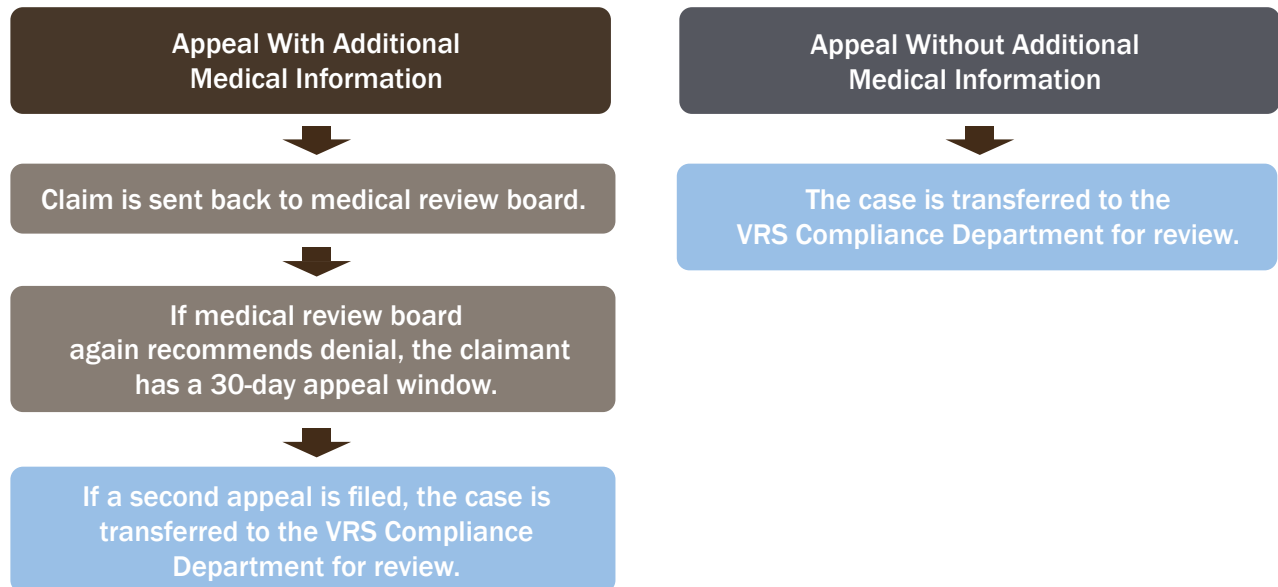 Appeal With Additional
Medical Information
Claim is sent back to medical review board.
If medical review board
again recommends denial, the claimant
has a 30-day appeal window.
If a second appeal is filed, the case is
transferred to the VRS Compliance
Department for review.
Appeal Without Additional
Medical Information
The case is transferred to the
VRS Compliance Department for review.